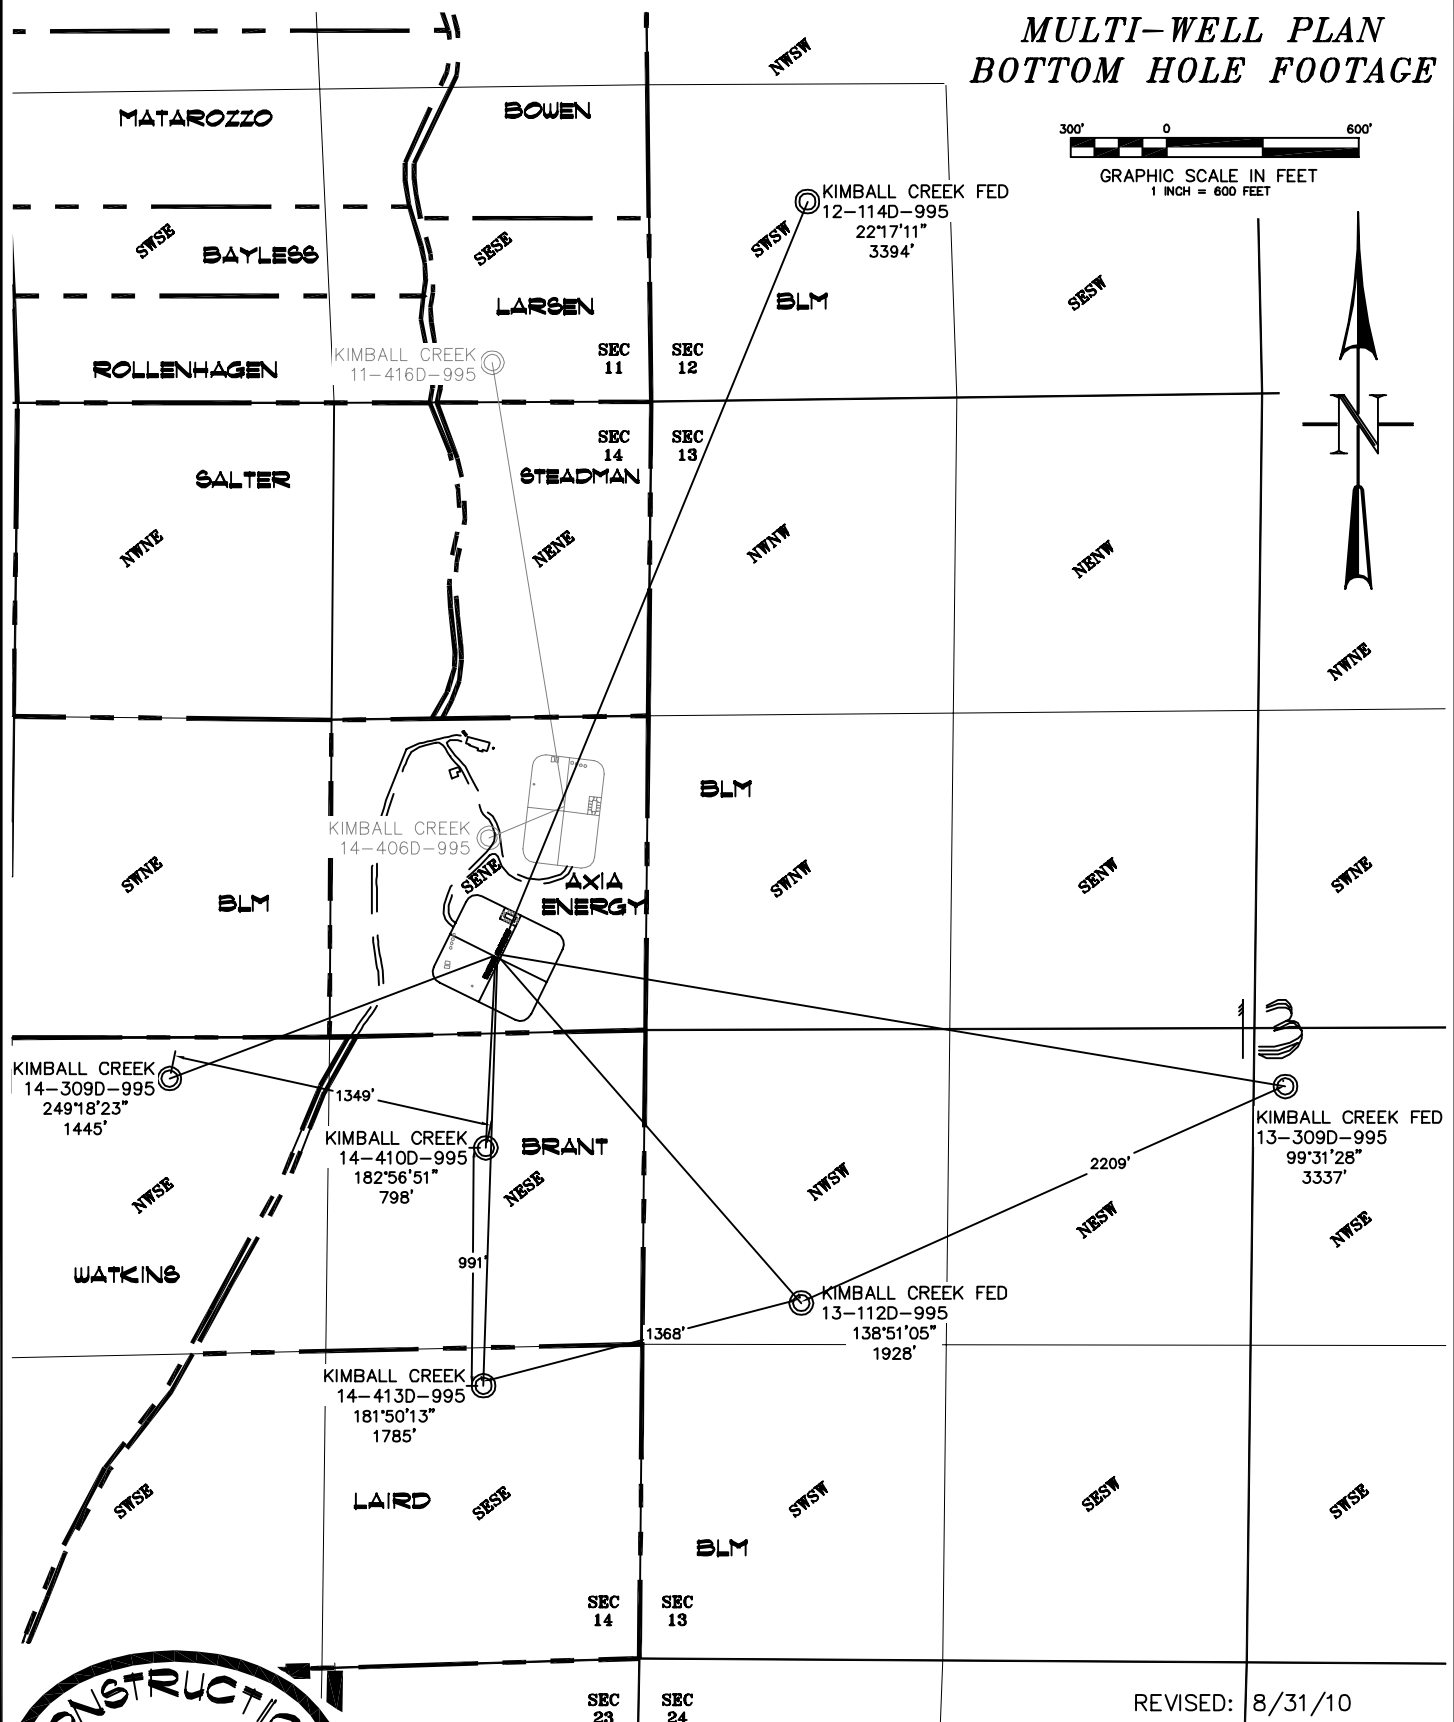 MULTI-WELL PLAN
BOTTOM HOLE FOOTAGE
300' 0 600'
GRAPHIC SCALE IN FEET
1 INCH = 600 FEET
NWSW
MATAROZZO
BOWEN
KIMBALL CREEK FED
12-114D-995
22°17'11"
3394'
SWSE
BAYLESS
SESE
SWSW
LARSEN
BLM
SESW
ROLLENHAGEN
KIMBALL CREEK
11-416D-995
SEC
11
SEC
12
SEC
14
SEC
13
SALTER
STEADMAN
NWNE
NENE
NWNW
NENW
NWNE
N
BLM
KIMBALL CREEK
14-406D-995
SWNE
SENE
AXIA
ENERGY
SWNW
SENW
SWNE
BLM
13
KIMBALL CREEK
14-309D-995
249°18'23"
1445'
1349'
KIMBALL CREEK
14-410D-995
182°56'51"
798'
BRANT
KIMBALL CREEK FED
13-309D-995
99°31'28"
3337'
2209'
NWSE
NESE
NWSW
NESW
NWSE
WATKINS
991'
KIMBALL CREEK FED
13-112D-995
138°51'05"
1928'
1368'
KIMBALL CREEK
14-413D-995
181°50'13"
1785'
SWSE
LAIRD
SESE
SWSW
SESW
SWSE
BLM
SEC
14
SEC
13
SEC
23
SEC
24
REVISED: 8/31/10